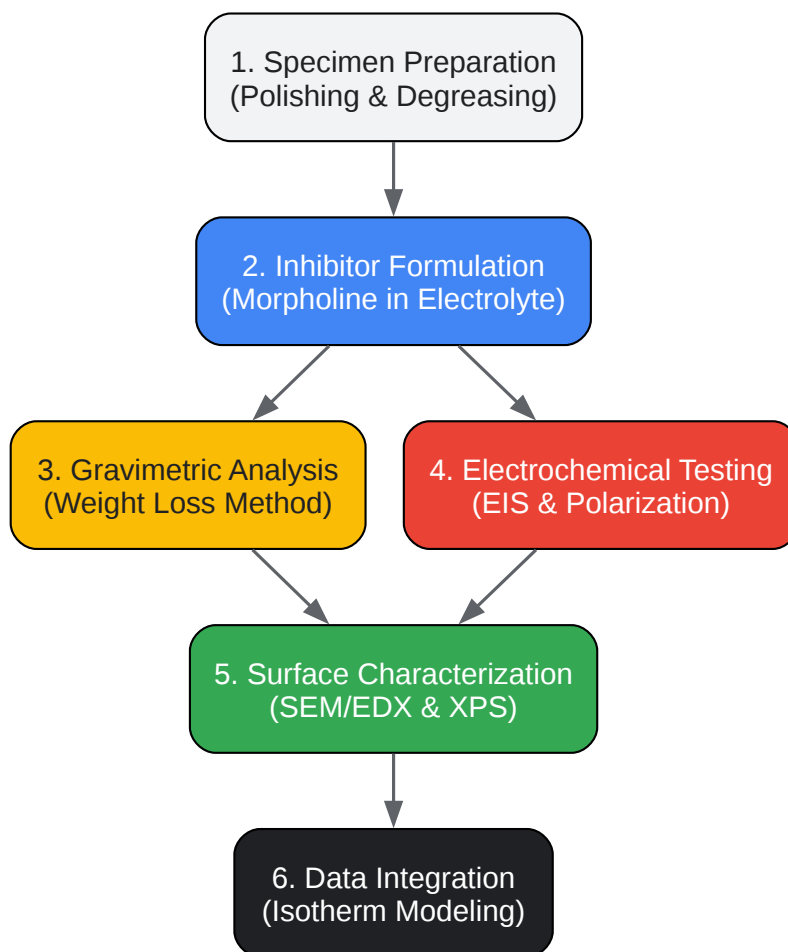 1. Specimen Preparation
(Polishing & Degreasing)
2. Inhibitor Formulation
(Morpholine in Electrolyte)
3. Gravimetric Analysis
(Weight Loss Method)
4. Electrochemical Testing
(EIS & Polarization)
5. Surface Characterization
(SEM/EDX & XPS)
6. Data Integration
(Isotherm Modeling)